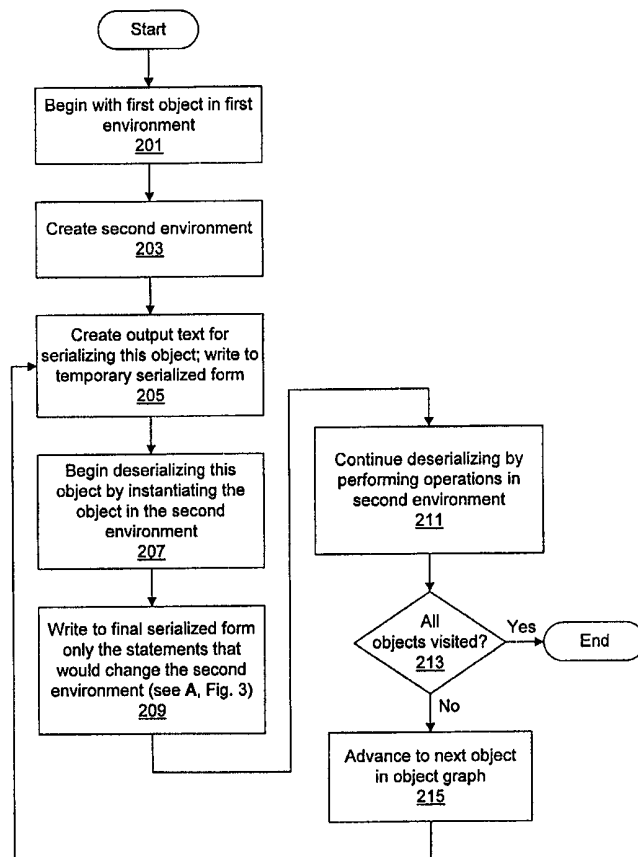 Start
Begin with first object in first
environment
201
Create second environment
203
Create output text for
serializing this object; write to
temporary serialized form
205
Begin deserializing this
object by instantiating the
object in the second
environment
207
Write to final serialized form
only the statements that
would change the second
environment (see A, Fig. 3)
209
Continue deserializing by
performing operations in
second environment
211
All
objects visited?
213
Yes
End
No
Advance to next object
in object graph
215